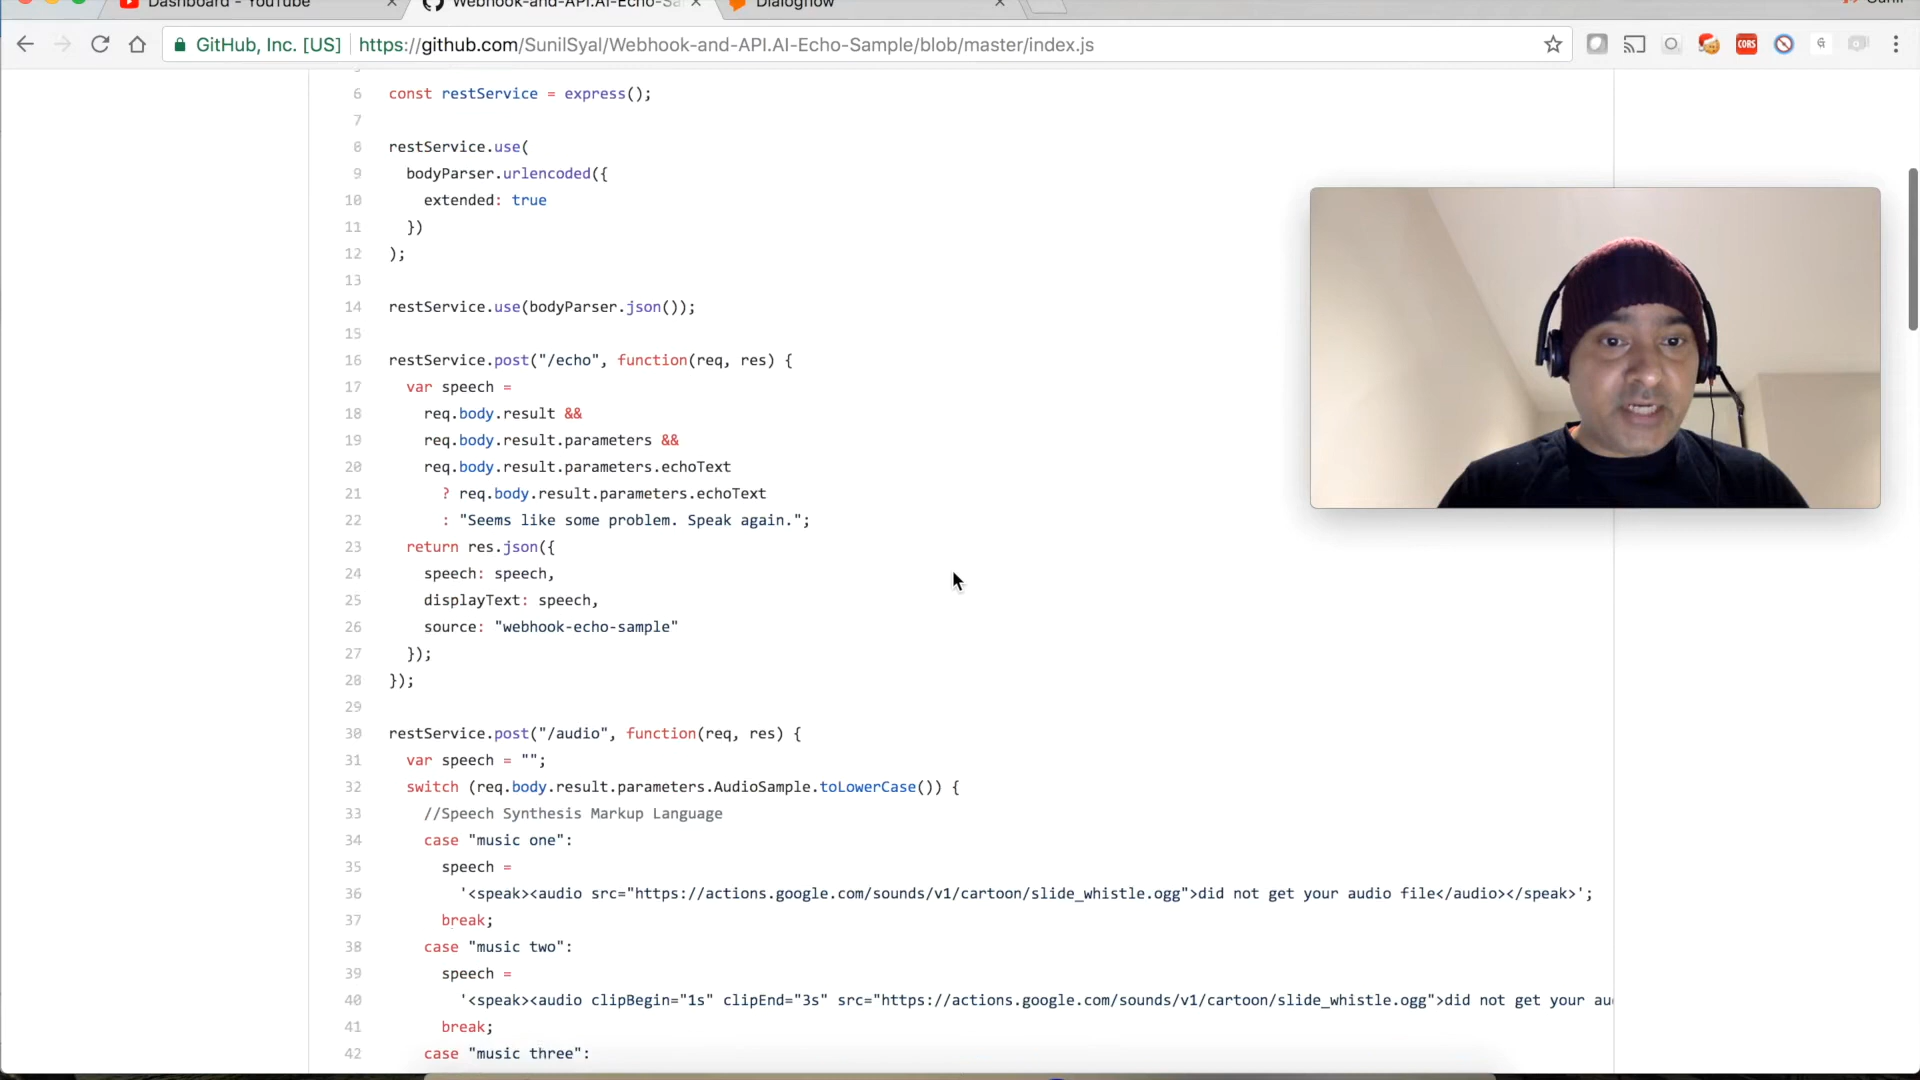 Dashboard - YouTube
Webhook-and-API.AI-Echo-Sa
Dialogflow
GitHub, Inc. [US] https://github.com/SunilSyal/Webhook-and-API.AI-Echo-Sample/blob/master/index.js
CORS
6 const restService = express();
7
8 restService.use(
9 bodyParser.urlencoded({
10 extended: true
11 })
12 );
13
14 restService.use(bodyParser.json());
15
16 restService.post("/echo", function(req, res) {
17 var speech =
18 req.body.result &&
19 req.body.result.parameters &&
20 req.body.result.parameters.echoText
21 ? req.body.result.parameters.echoText
22 : "Seems like some problem. Speak again.";
23 return res.json({
24 speech: speech,
25 displayText: speech,
26 source: "webhook-echo-sample"
27 });
28 });
29
30 restService.post("/audio", function(req, res) {
31 var speech = "";
32 switch (req.body.result.parameters.AudioSample.toLowerCase()) {
33 //Speech Synthesis Markup Language
34 case "music one":
35 speech =
36 '<speak><audio src="https://actions.google.com/sounds/v1/cartoon/slide_whistle.ogg">did not get your audio file</audio></speak>';
37 break;
38 case "music two":
39 speech =
40 '<speak><audio clipBegin="1s" clipEnd="3s" src="https://actions.google.com/sounds/v1/cartoon/slide_whistle.ogg">did not get your au
41 break;
42 case "music three":